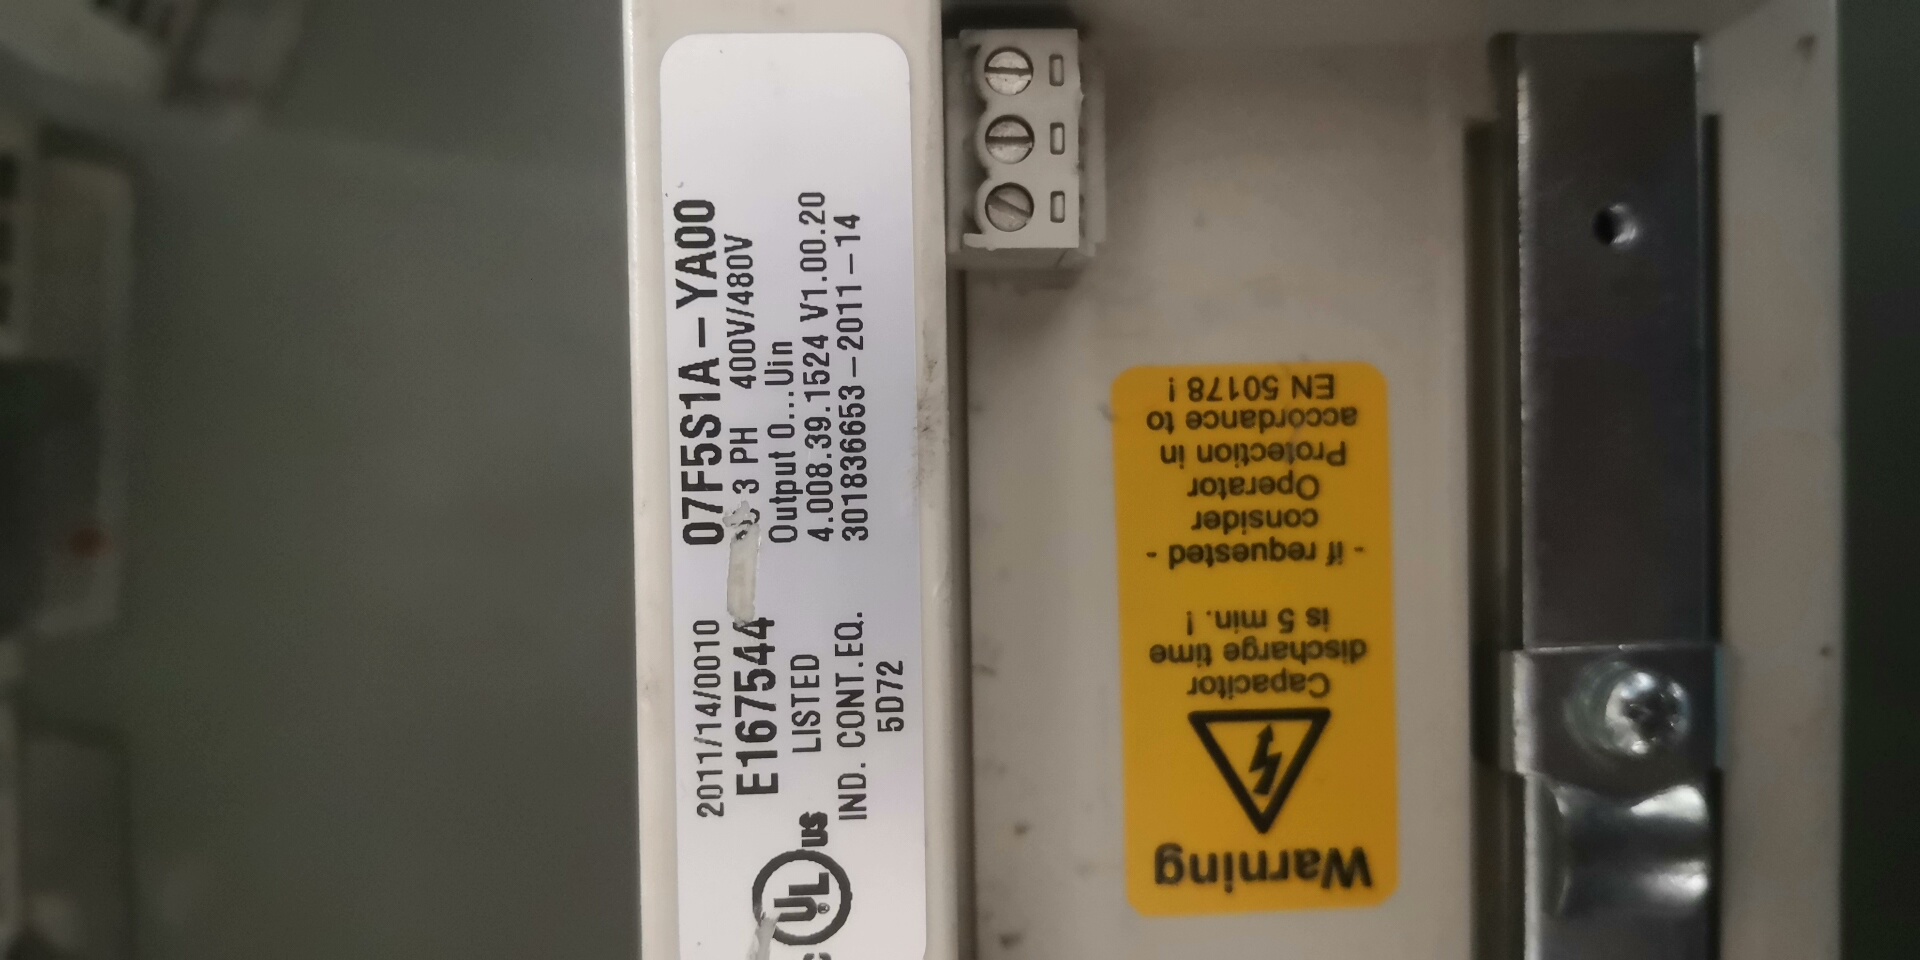 07F5S1A-YA00
3 PH 400V/480V
Output 0...Uin
4.008.39.1524 V1.00.20
301836653-2011-14
2011/14/0010
E167544
LISTED
IND. CONT.EQ.
5D72
C UL US
®
Warning
Capacitor
discharge time
is 5 min. !
- if requested -
consider
Operator
Protection in
accordance to
EN 50178 !